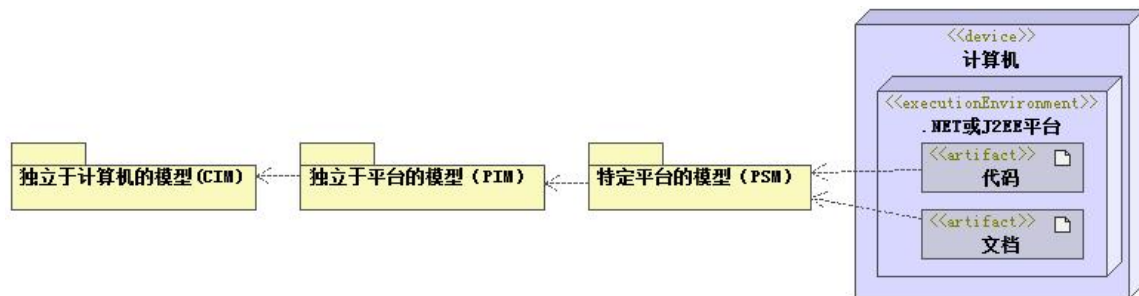 <<device>>
计算机
<<executionEnvironment>>
.NET或J2EE平台
<<artifact>>
代码
<<artifact>>
文档
独立于计算机的模型(CIM)
独立于平台的模型（PIM）
特定平台的模型（PSM）